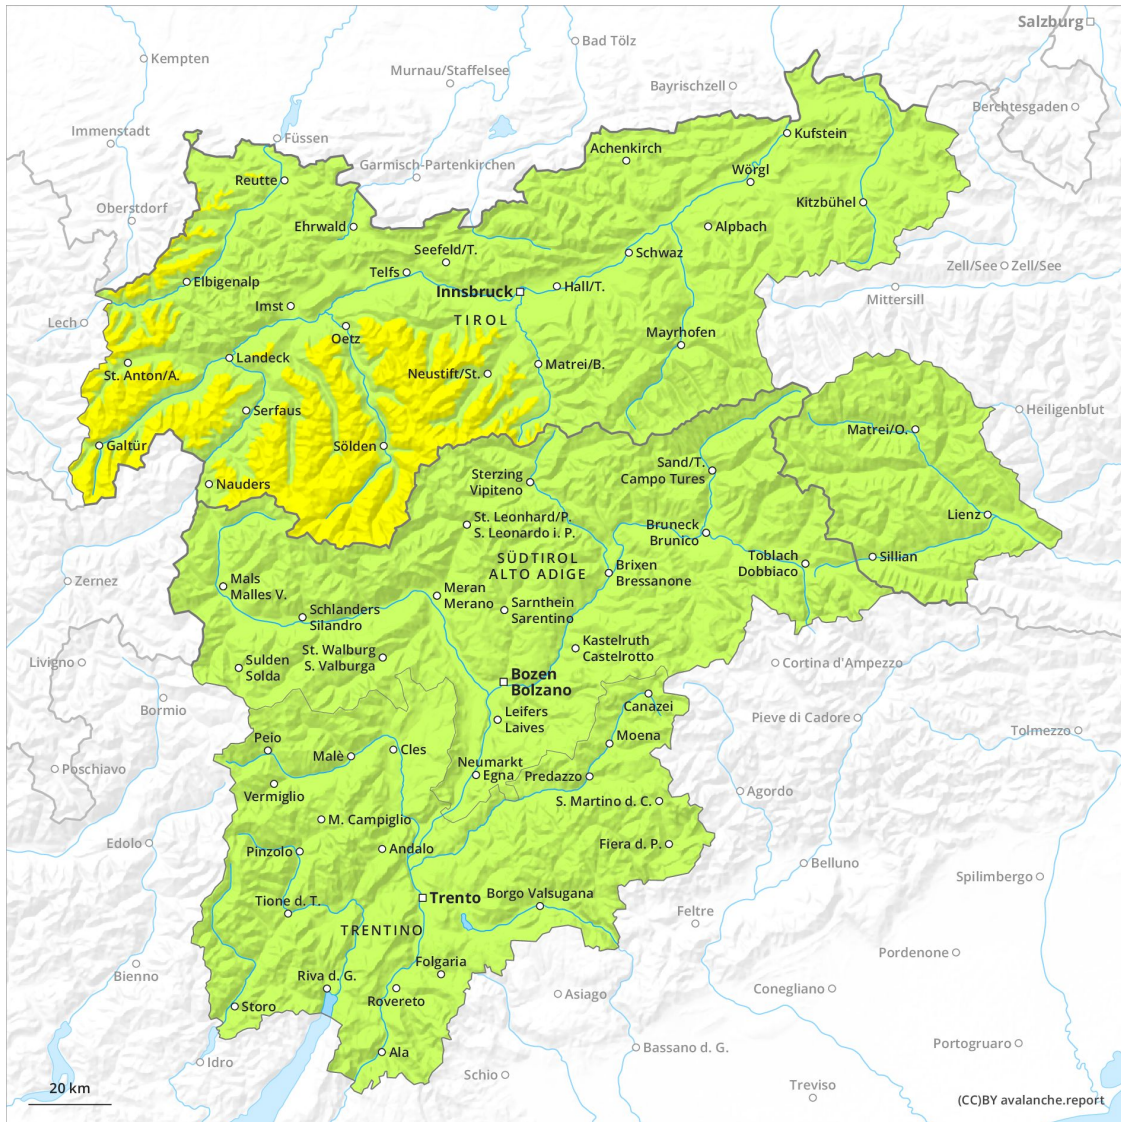 Salzburg
Bad Tölz
Kempten
Murnau/Staffelsee
Bayrischzell
Berchtesgaden
Immenstadt
Füssen
Kufstein
Achenkirch
Garmisch-Partenkirchen
Wörgl
Reutte
Oberstdorf
Kitzbühel
Ehrwald
Alpbach
Seefeld/T.
Schwaz
Telfs
Zell/See
Zell/See
Elbigenalp
Hall/T.
Innsbruck
Mittersill
Imst
Lech
TIROL
Oetz
Mayrhofen
Landeck
Matrei/B.
St. Anton/A.
Neustift/St.
Serfaus
Heiligenblut
Matrei/O.
Galtür
Sölden
Sand/T.
Campo Tures
Sterzing
Vipiteno
Nauders
St. Leonhard/P.
S. Leonardo i. P.
Lienz
Bruneck
Brunico
SÜDTIROL
ALTO ADIGE
Toblach
Dobbiaco
Sillian
Brixen
Bressanone
Zernez
Mals
Malles V.
Meran
Merano
Sarnthein
Sarentino
Schlanders
Silandro
Kastelruth
Castelrotto
St. Walburg
S. Valburga
Livigno
Sulden
Solda
Cortina d'Ampezzo
Bozen
Bolzano
Canazei
Bormio
Leifers
Laives
Pieve di Cadore
Tolmezzo
Moena
Peio
Cles
Malè
Neumarkt
Egna
Predazzo
Poschiavo
Vermiglio
Agordo
S. Martino d. C.
M. Campiglio
Edolo
Pinzolo
Andalo
Fiera d. P.
Belluno
Spilimbergo
Borgo Valsugana
Trento
Tione d. T.
Feltre
TRENTINO
Pordenone
Folgaria
Bienno
Riva d. G.
Conegliano
Asiago
Rovereto
Storo
Portogruaro
Bassano d. G.
Ala
Idro
Schio
Treviso
20 km
(CC)BY avalanche.report